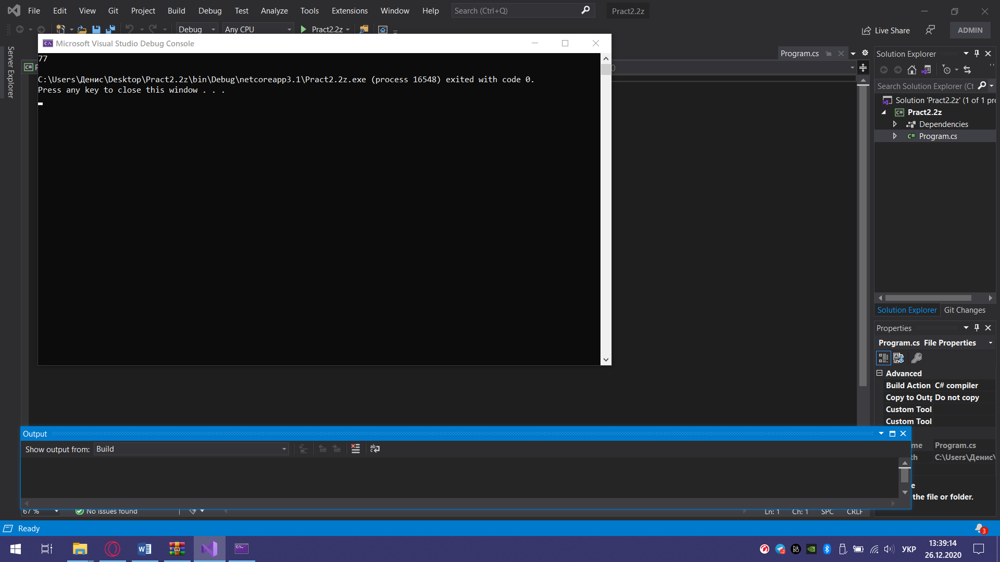 File Edit View Git Project Build Debug Test Analyze Tools Extensions Window Help Search (Ctrl+Q) Pract2.2z
Debug Any CPU Pract2.2z Live Share ADMIN
Server Explorer
Microsoft Visual Studio Debug Console
77
C:\Users\Денис\Desktop\Pract2.2z\bin\Debug\netcoreapp3.1\Pract2.2z.exe (process 16548) exited with code 0.
Press any key to close this window . . .
Program.cs
Solution Explorer
Search Solution Explorer (Ct
Solution 'Pract2.2z' (1 of 1 pro
Pract2.2z
Dependencies
C# Program.cs
Solution Explorer Git Changes
Properties
Program.cs File Properties
Advanced
Build Action C# compiler
Copy to Outp Do not copy
Custom Tool
Custom Tool
me Program.cs
th C:\Users\Денис\
e
the file or folder.
Output
Show output from: Build
67 % No issues found Ln: 1 Ch: 1 SPC CRLF
Ready 3
УКР 13:39:14
26.12.2020